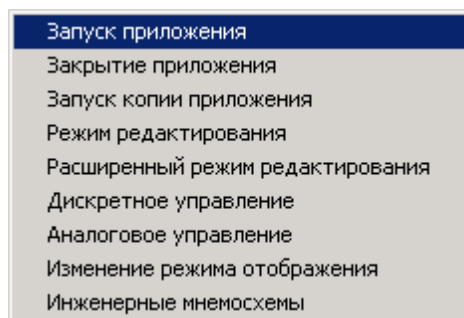 Запуск приложения
Закрытие приложения
Запуск копии приложения
Режим редактирования
Расширенный режим редактирования
Дискретное управление
Аналоговое управление
Изменение режима отображения
Инженерные мнемосхемы